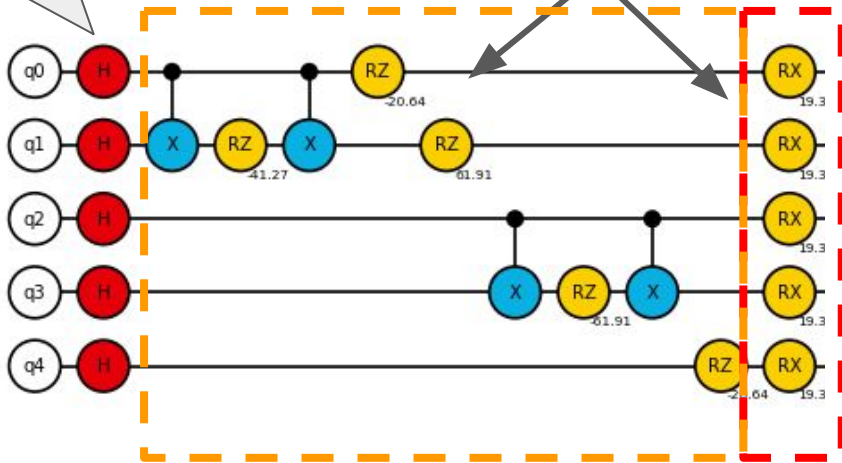 q0 H RZ RX
-20.64 19.3
q1 H X RZ X RZ RX
-41.27 61.91 19.3
q2 H RX
19.3
q3 H X RZ X RX
-61.91 19.3
q4 H RZ RX
19.3